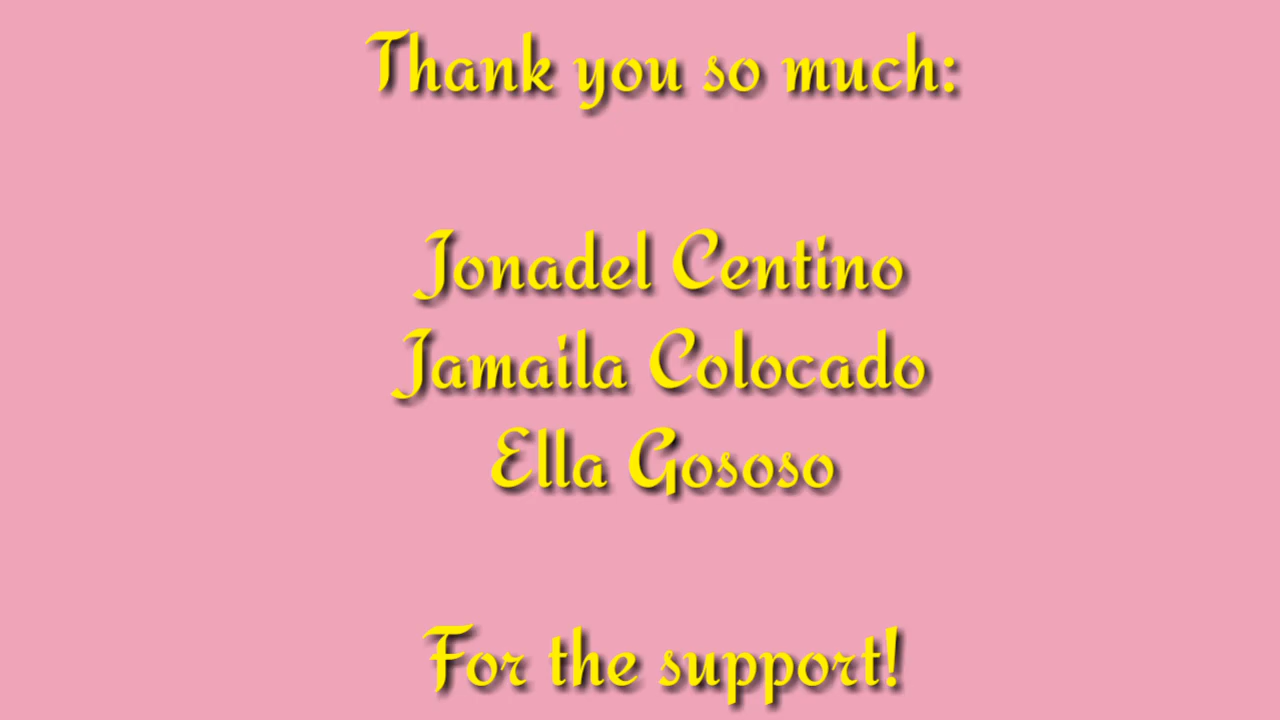 Thank you so much:
Jonadel Centino
Jamaila Colocado
Ella Gososo
For the support!